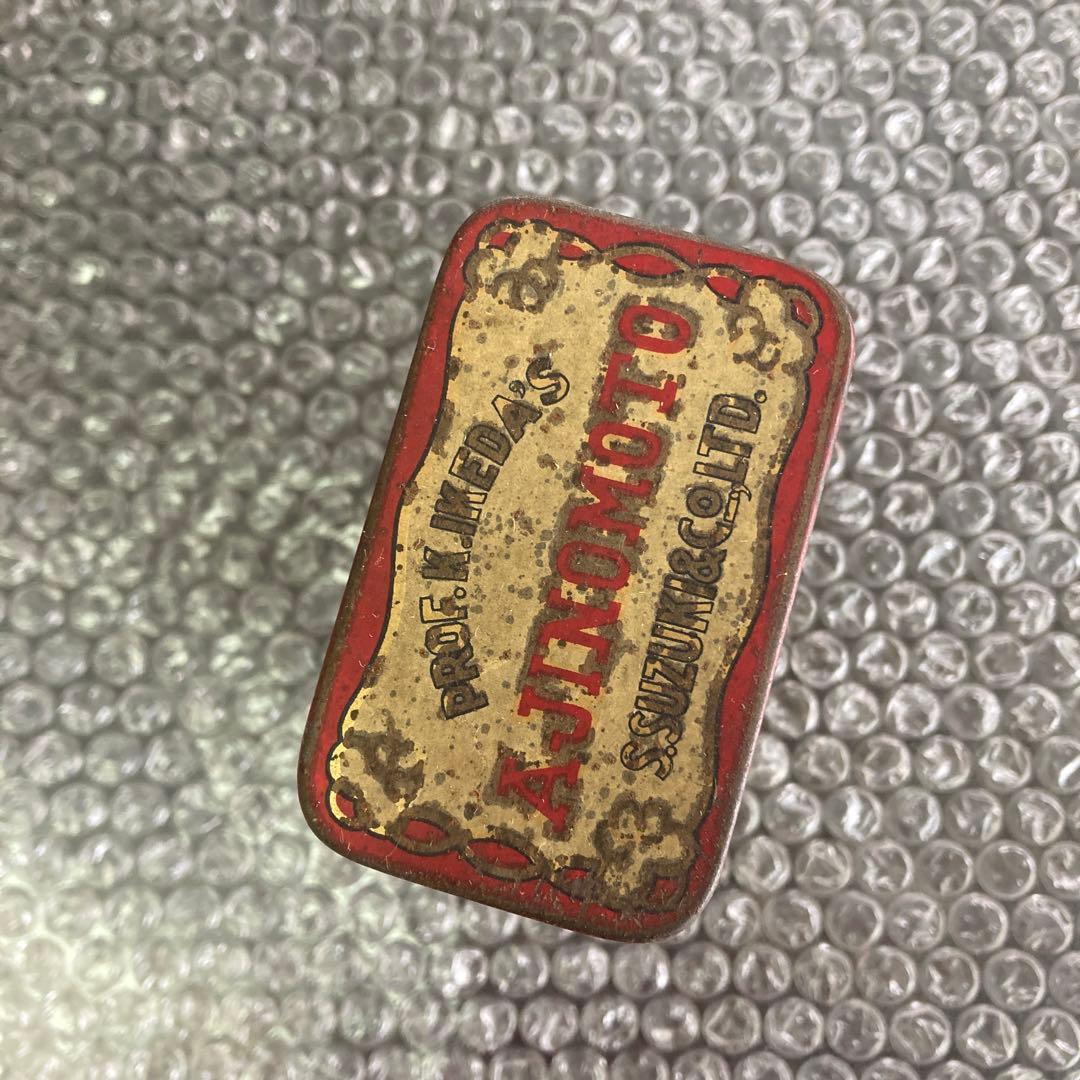 PROF. K. IKEDA'S
AJINOMOTO
S. SUZUKI & CO., LTD.